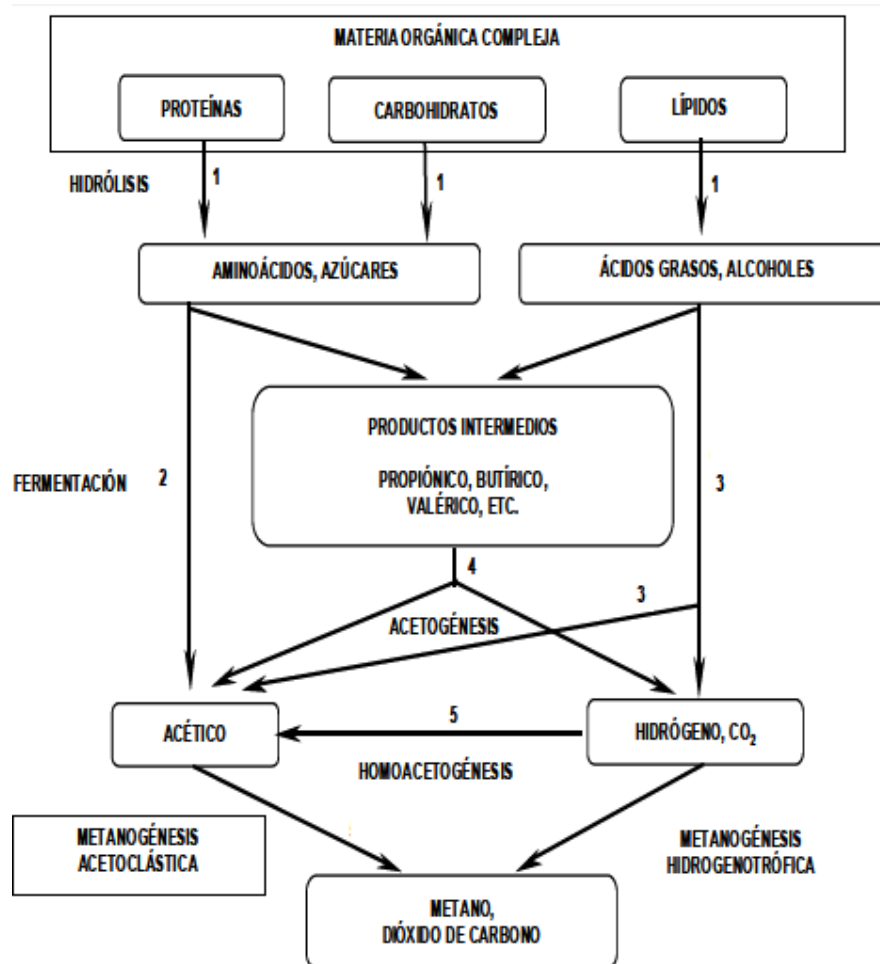 MATERIA ORGÁNICA COMPLEJA
PROTEÍNAS
CARBOHIDRATOS
LÍPIDOS
HIDRÓLISIS
1
1
1
AMINOÁCIDOS, AZÚCARES
ÁCIDOS GRASOS, ALCOHOLES
PRODUCTOS INTERMEDIOS
PROPIÓNICO, BUTÍRICO,
VALÉRICO, ETC.
FERMENTACIÓN
2
3
4
3
ACETOGÉNESIS
ACÉTICO
5
HIDRÓGENO, CO₂
HOMOACETOGÉNESIS
METANOGÉNESIS
ACETOCLÁSTICA
METANOGÉNESIS
HIDROGENOTRÓFICA
METANO,
DIÓXIDO DE CARBONO